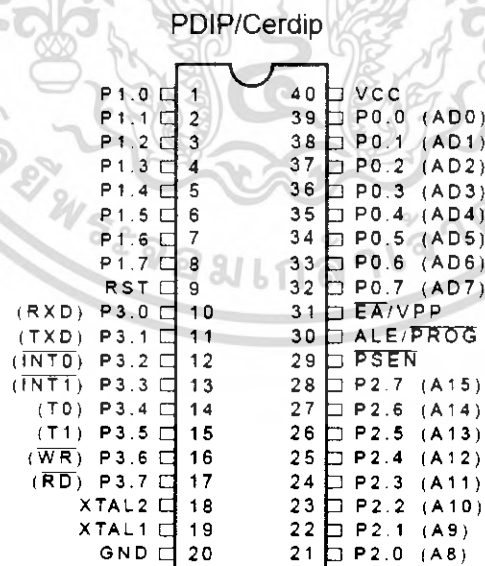 PDIP/Cerdip
P1.0 1 40 VCC
P1.1 2 39 P0.0 (AD0)
P1.2 3 38 P0.1 (AD1)
P1.3 4 37 P0.2 (AD2)
P1.4 5 36 P0.3 (AD3)
P1.5 6 35 P0.4 (AD4)
P1.6 7 34 P0.5 (AD5)
P1.7 8 33 P0.6 (AD6)
RST 9 32 P0.7 (AD7)
(RXD) P3.0 10 31 E̅A̅/VPP
(TXD) P3.1 11 30 ALE/P̅R̅O̅G̅
(I̅N̅T̅0̅) P3.2 12 29 P̅S̅E̅N̅
(I̅N̅T̅1̅) P3.3 13 28 P2.7 (A15)
(T0) P3.4 14 27 P2.6 (A14)
(T1) P3.5 15 26 P2.5 (A13)
(W̅R̅) P3.6 16 25 P2.4 (A12)
(R̅D̅) P3.7 17 24 P2.3 (A11)
XTAL2 18 23 P2.2 (A10)
XTAL1 19 22 P2.1 (A9)
GND 20 21 P2.0 (A8)